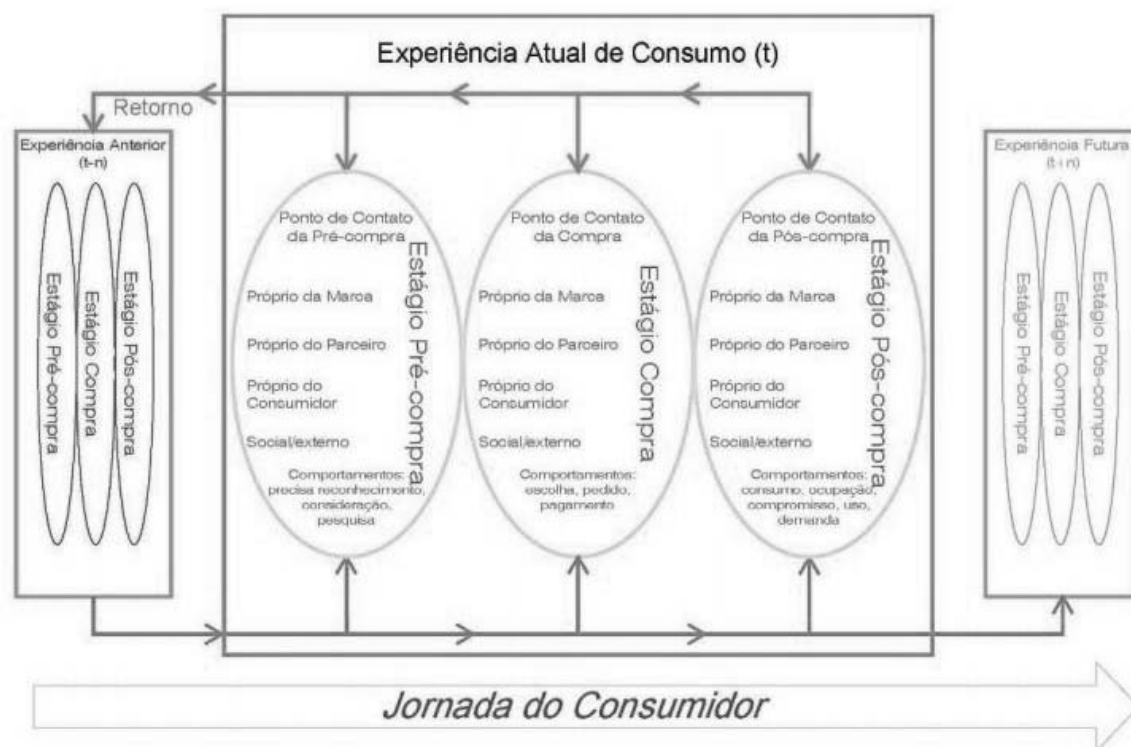 Experiência Atual de Consumo (t)
Retorno
Experiência Anterior
(t-n)
Estágio Pré-compra
Estágio Compra
Estágio Pós-compra
Ponto de Contato
da Pré-compra
Próprio da Marca
Próprio do Parceiro
Próprio do
Consumidor
Social/externo
Comportamentos:
precisa reconhecimento,
consideração,
pesquisa
Estágio Pré-compra
Ponto de Contato
da Compra
Próprio da Marca
Próprio do Parceiro
Próprio do
Consumidor
Social/externo
Comportamentos:
escolha, pedido,
pagamento
Estágio Compra
Ponto de Contato
da Pós-compra
Próprio da Marca
Próprio do Parceiro
Próprio do
Consumidor
Social/externo
Comportamentos:
consumo, ocupação,
compromisso, uso,
demanda
Estágio Pós-compra
Experiência Futura
(t+n)
Estágio Pré-compra
Estágio Compra
Estágio Pós-compra
Jornada do Consumidor